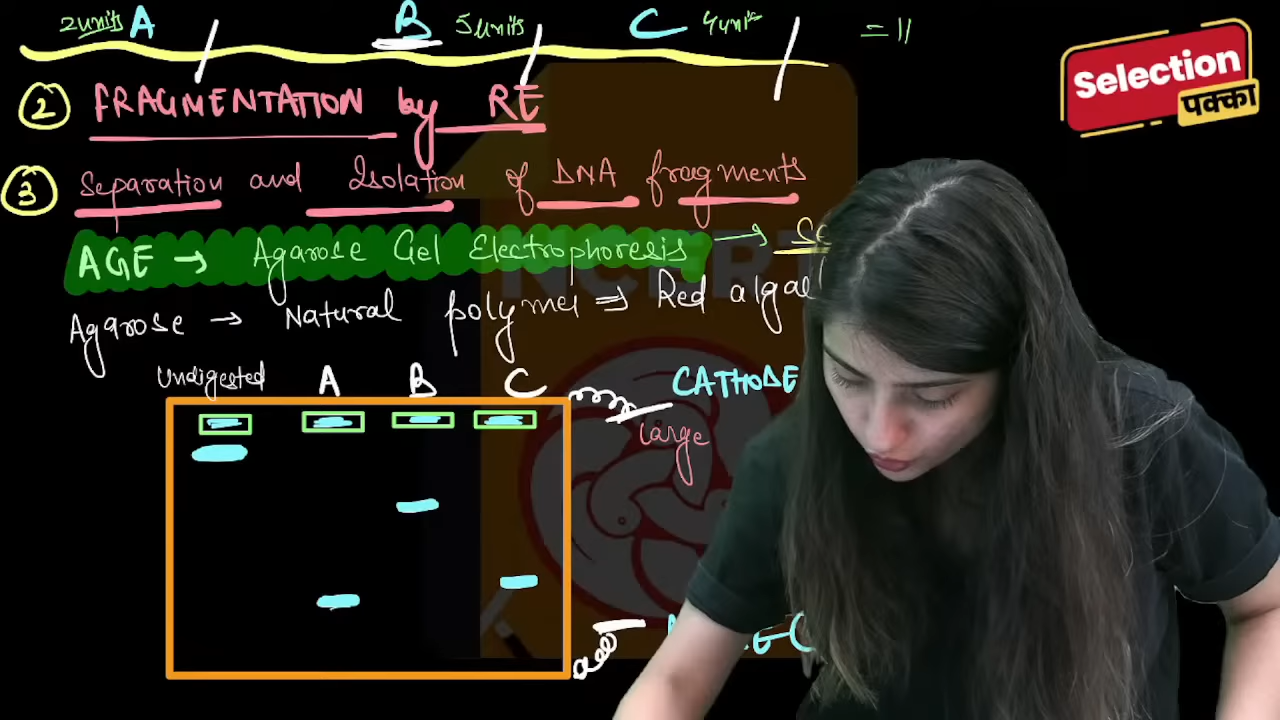 2units A B 5units C 4units = 11
Selection
पक्का
2 FRAGMENTATION by RE
3 Separation and Isolation of DNA fragments
AGE → Agarose Gel Electrophoresis →
Agarose → Natural polymer ⇒ Red algae
NCERT
Undigested A B C CATHODE
Large